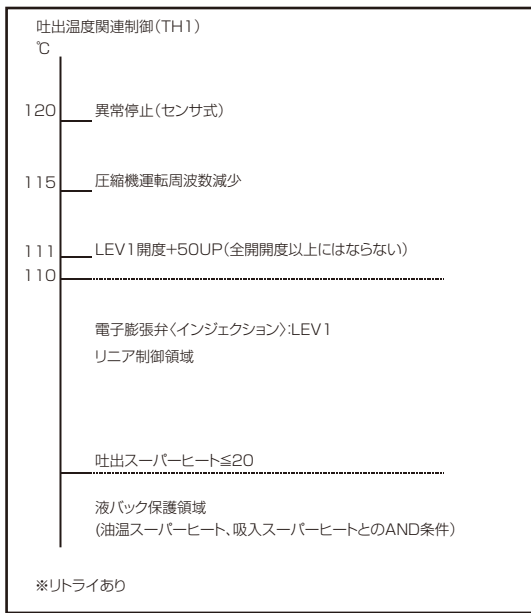 吐出温度関連制御(TH1)
℃
120 異常停止(センサ式)
115 圧縮機運転周波数減少
111 LEV1開度+50UP(全開開度以上にはならない)
110
電子膨張弁〈インジェクション〉:LEV1
リニア制御領域
吐出スーパーヒート≦20
液バック保護領域
(油温スーパーヒート、吸入スーパーヒートとのAND条件)
※リトライあり